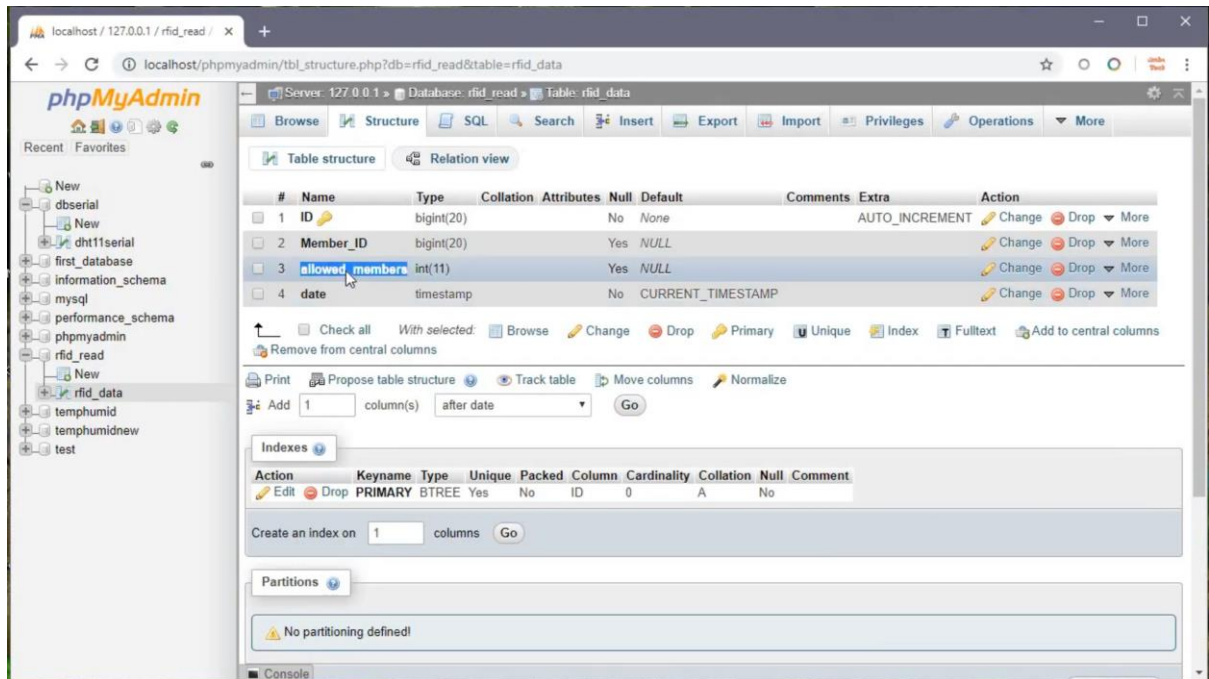 localhost / 127.0.0.1 / rfid_read /
localhost/phpmyadmin/tbl_structure.php?db=rfid_read&table=rfid_data
phpMyAdmin
Recent Favorites
New
dbserial
New
dht11serial
first_database
information_schema
mysql
performance_schema
phpmyadmin
rfid_read
New
rfid_data
temphumid
temphumidnew
test
Server: 127.0.0.1 » Database: rfid_read » Table: rfid_data
Browse Structure SQL Search Insert Export Import Privileges Operations More
Table structure Relation view
# Name Type Collation Attributes Null Default Comments Extra Action
1 ID bigint(20) No None AUTO_INCREMENT Change Drop More
2 Member_ID bigint(20) Yes NULL Change Drop More
3 allowed_members int(11) Yes NULL Change Drop More
4 date timestamp No CURRENT_TIMESTAMP Change Drop More
Check all With selected: Browse Change Drop Primary Unique Index Fulltext Add to central columns
Remove from central columns
Print Propose table structure Track table Move columns Normalize
Add 1 column(s) after date Go
Indexes
Action Keyname Type Unique Packed Column Cardinality Collation Null Comment
Edit Drop PRIMARY BTREE Yes No ID 0 A No
Create an index on 1 columns Go
Partitions
No partitioning defined!
Console